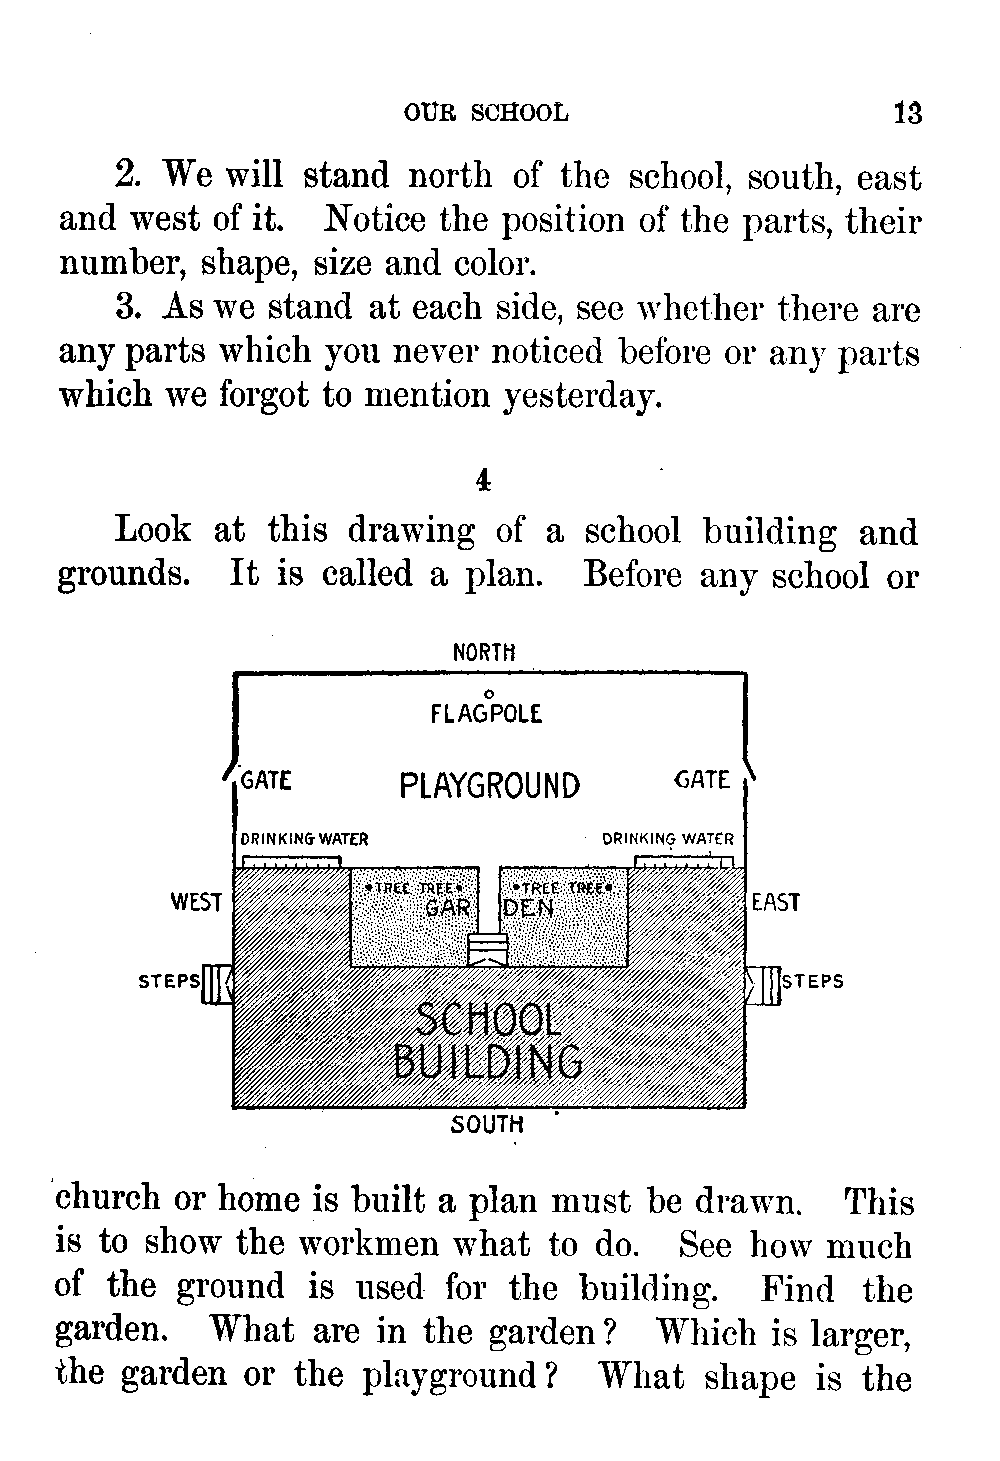 OUR SCHOOL 13
2. We will stand north of the school, south, east
and west of it. Notice the position of the parts, their
number, shape, size and color.
3. As we stand at each side, see whether there are
any parts which you never noticed before or any parts
which we forgot to mention yesterday.
4
Look at this drawing of a school building and
grounds. It is called a plan. Before any school or
NORTH
FLAGPOLE
GATE PLAYGROUND GATE
DRINKING WATER DRINKING WATER
TREE TREE TREE TREE
WEST GAR DEN EAST
STEPS STEPS
SCHOOL
BUILDING
SOUTH
church or home is built a plan must be drawn. This
is to show the workmen what to do. See how much
of the ground is used for the building. Find the
garden. What are in the garden? Which is larger,
the garden or the playground? What shape is the